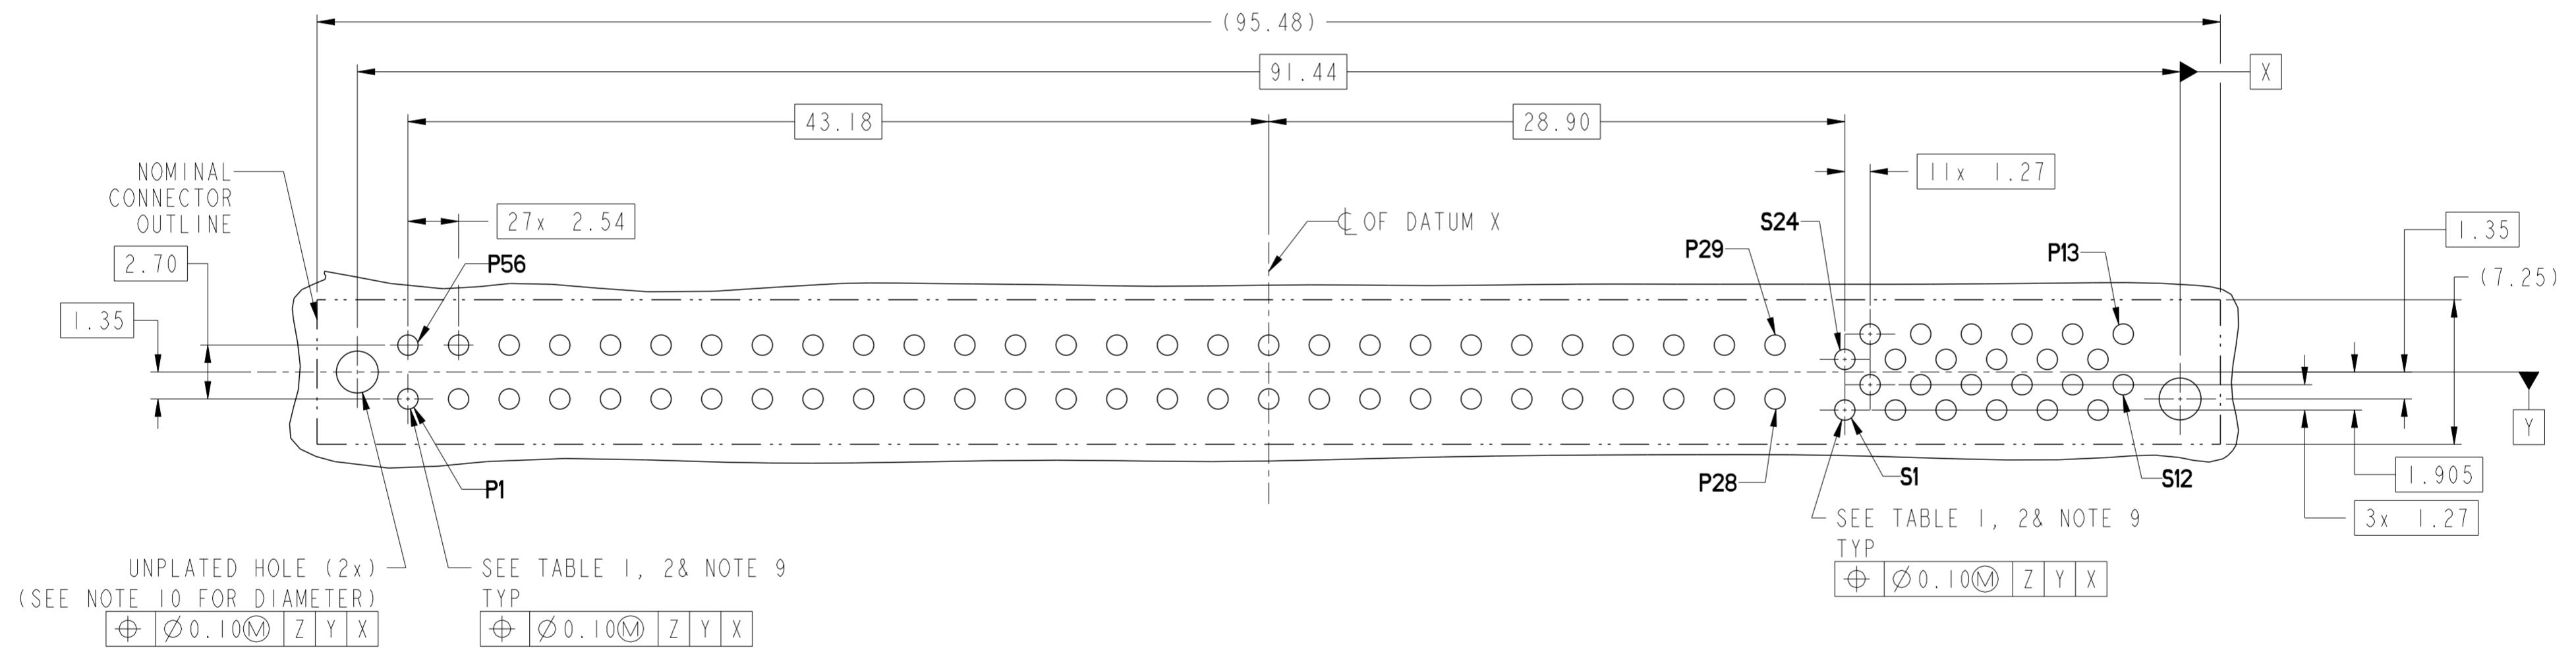 (95.48)
91.44
X
43.18
28.90
NOMINAL
CONNECTOR
OUTLINE
11x 1.27
27x 2.54
℄ OF DATUM X
S24
1.35
P29
P13
2.70
P56
(7.25)
1.35
Y
P1
P28
S1
S12
1.905
3x 1.27
SEE TABLE 1, 2& NOTE 9
TYP
⌖ Ø0.10Ⓜ Z Y X
UNPLATED HOLE (2x)
(SEE NOTE 10 FOR DIAMETER)
⌖ Ø0.10Ⓜ Z Y X
SEE TABLE 1, 2& NOTE 9
TYP
⌖ Ø0.10Ⓜ Z Y X